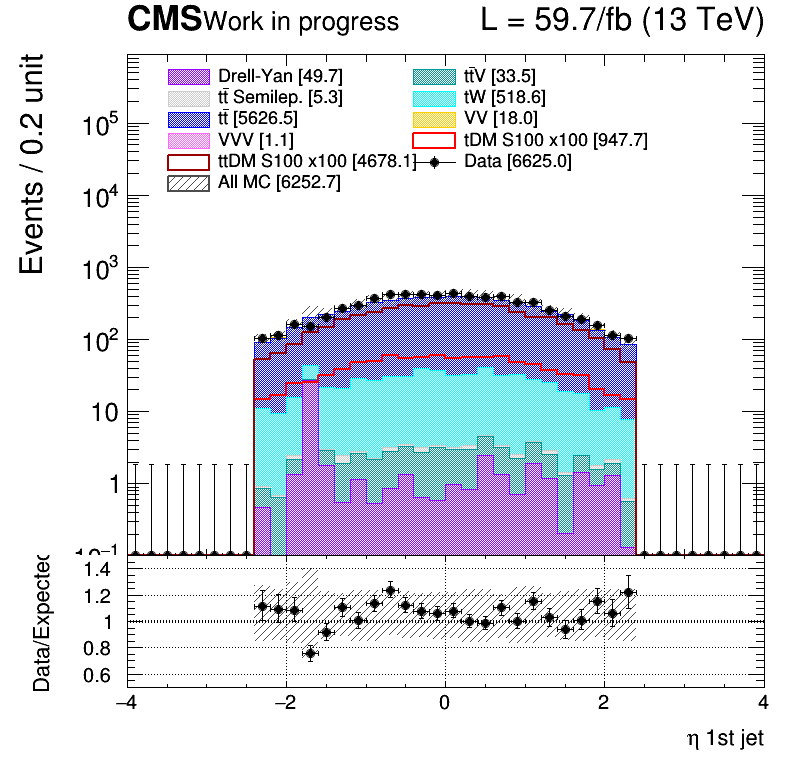 CMS Work in progress L = 59.7/fb (13 TeV)
Events / 0.2 unit
Drell-Yan [49.7] tt̄V [33.5]
tt̄ Semilep. [5.3] tW [518.6]
tt̄ [5626.5] VV [18.0]
VVV [1.1] tDM S100 x100 [947.7]
ttDM S100 x100 [4678.1] Data [6625.0]
All MC [6252.7]
10⁵
10⁴
10³
10²
10
1
10⁻¹
Data/Expected
1.4
1.2
1
0.8
0.6
−4 −2 0 2 4
η 1st jet